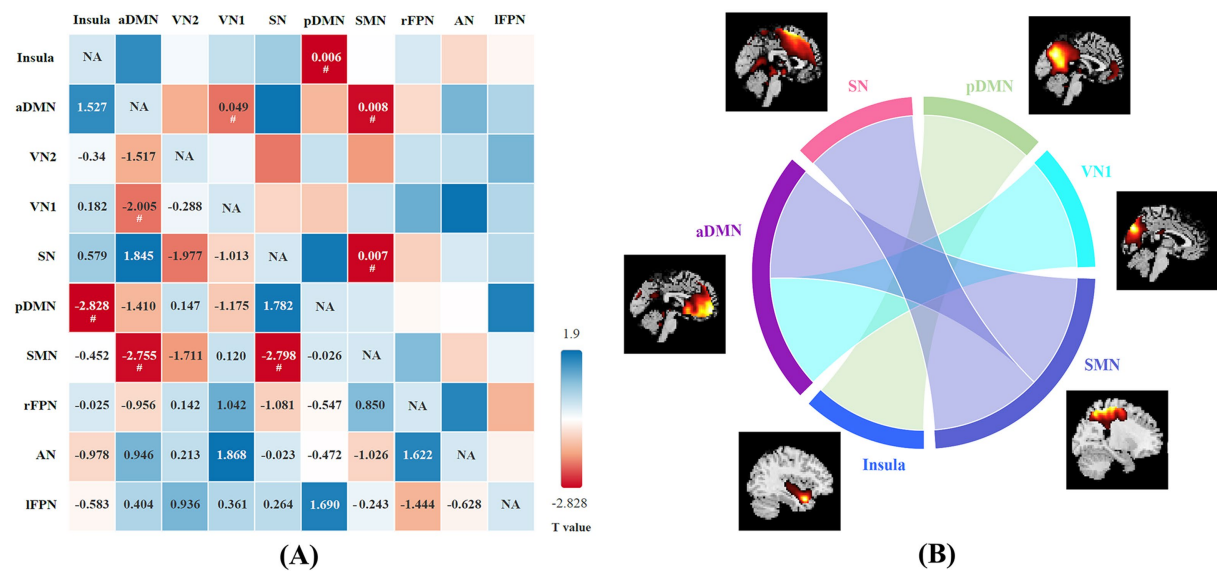 Insula aDMN VN2 VN1 SN pDMN SMN rFPN AN lFPN
Insula NA 0.006
#
aDMN 1.527 NA 0.049 0.008
# #
VN2 -0.34 -1.517 NA
VN1 0.182 -2.005 -0.288 NA
#
SN 0.579 1.845 -1.977 -1.013 NA 0.007
#
pDMN -2.828 -1.410 0.147 -1.175 1.782 NA
#
SMN -0.452 -2.755 -1.711 0.120 -2.798 -0.026 NA
# #
rFPN -0.025 -0.956 0.142 1.042 -1.081 -0.547 0.850 NA
AN -0.978 0.946 0.213 1.868 -0.023 -0.472 -1.026 1.622 NA
lFPN -0.583 0.404 0.936 0.361 0.264 1.690 -0.243 -1.444 -0.628 NA
1.9
-2.828
T value
(A)
SN
pDMN
VN1
aDMN
SMN
Insula
(B)